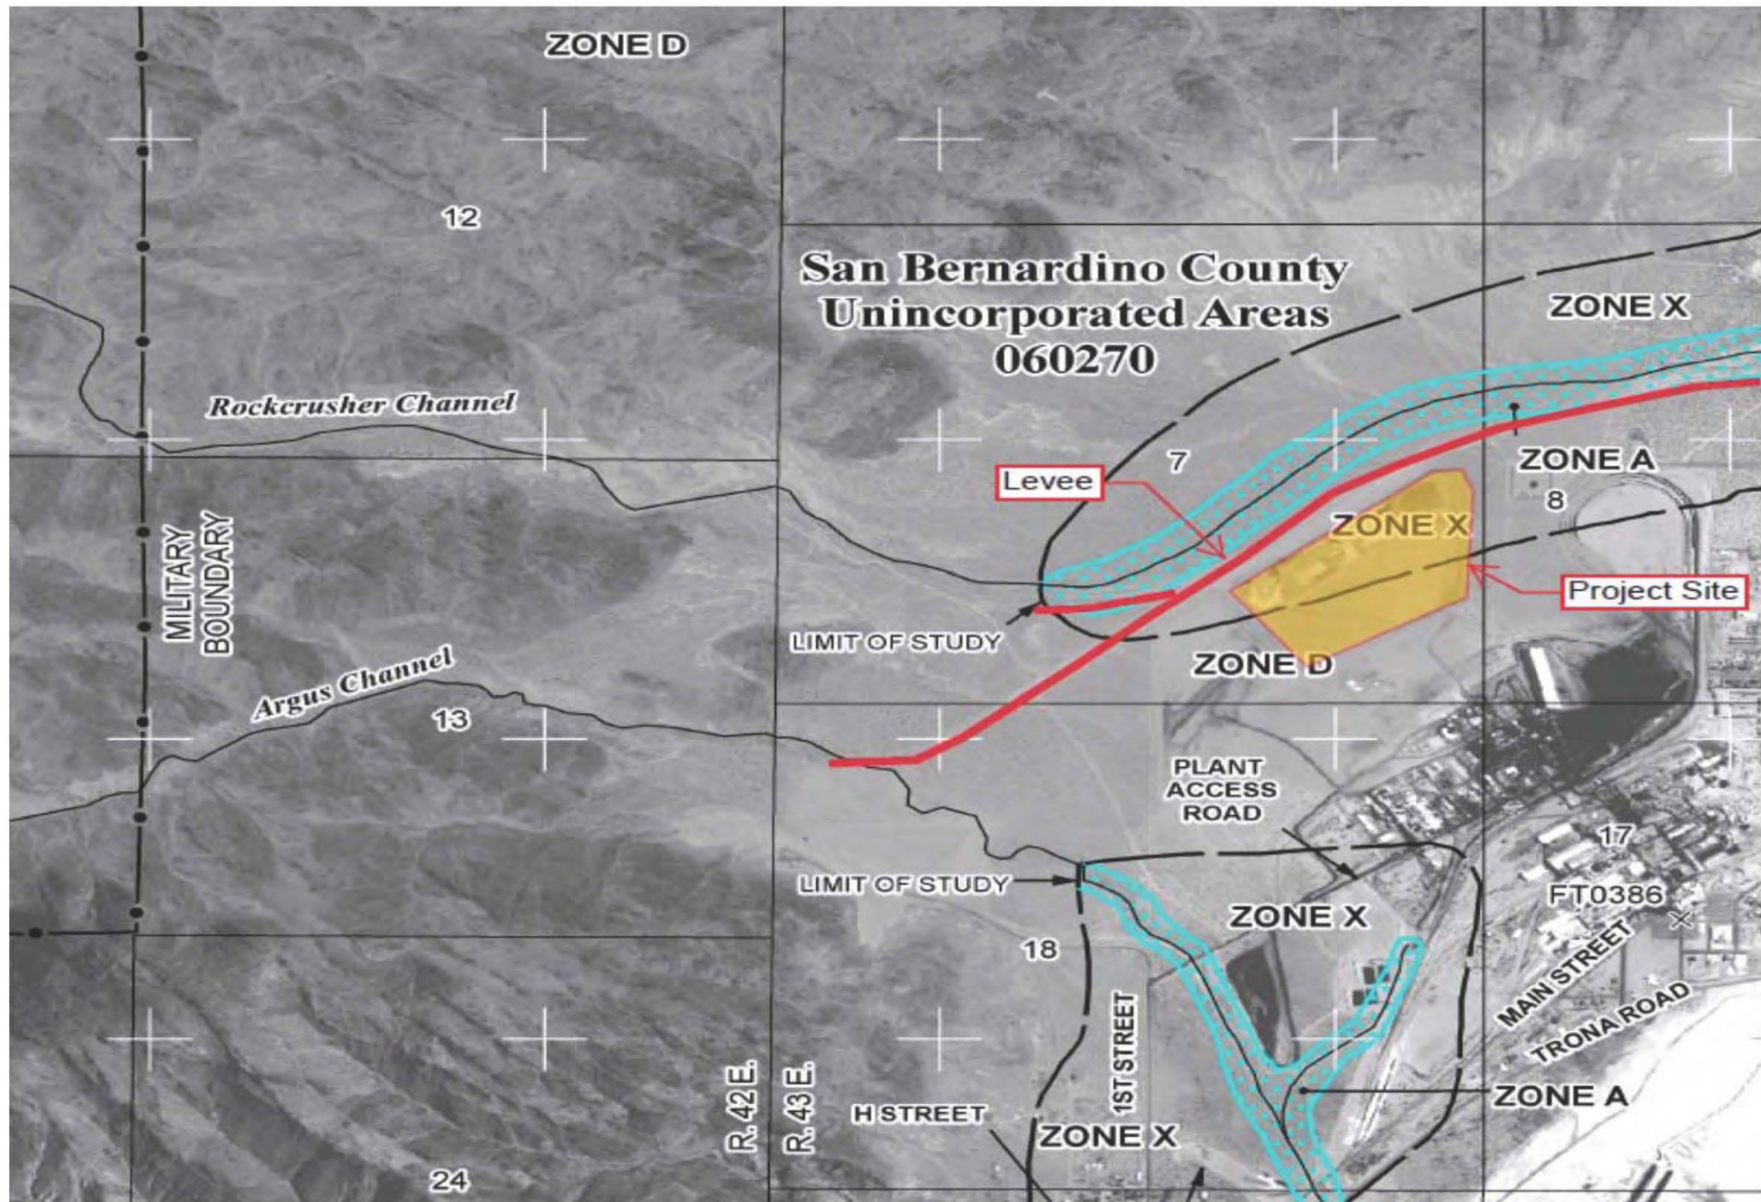 ZONE D
12
San Bernardino County
Unincorporated Areas
060270
ZONE X
Rockcrusher Channel
7
Levee
ZONE A
8
ZONE X
MILITARY
BOUNDARY
Project Site
LIMIT OF STUDY
ZONE D
Argus Channel
13
PLANT
ACCESS
ROAD
17
LIMIT OF STUDY
FT0386
ZONE X
18
MAIN STREET
TRONA ROAD
1ST STREET
R. 42 E.
R. 43 E.
H STREET
ZONE A
ZONE X
24